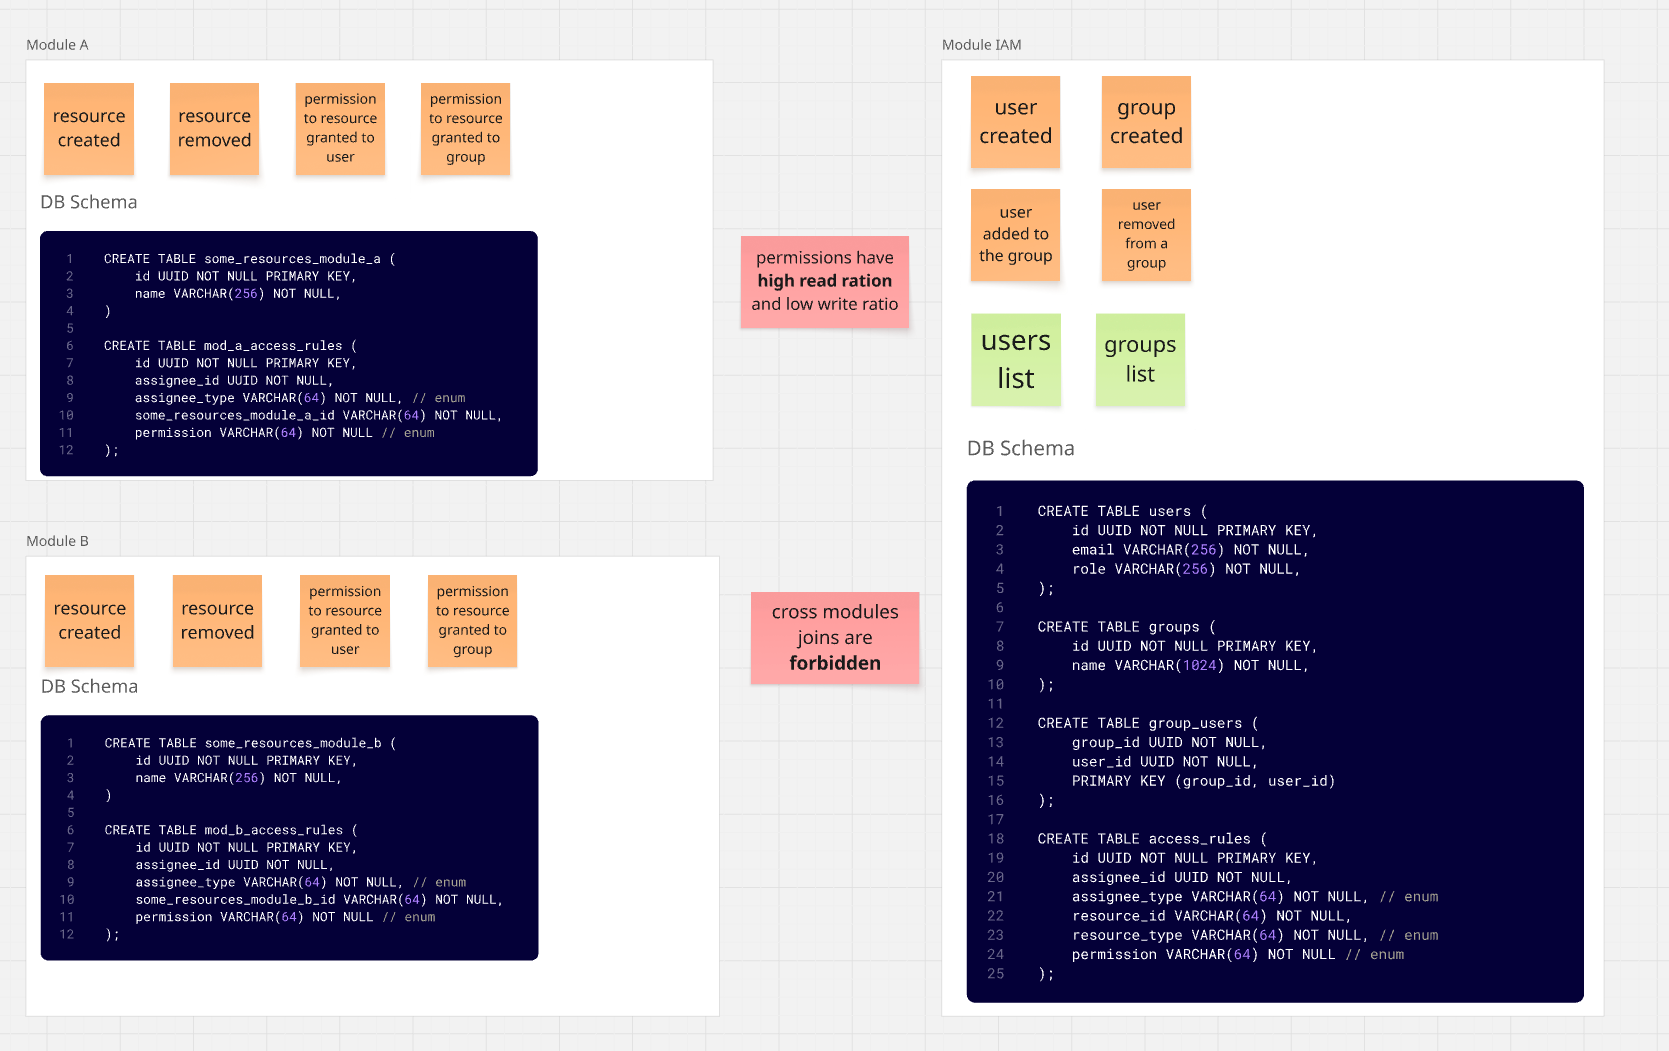 Module A
resource
created
resource
removed
permission
to resource
granted to
user
permission
to resource
granted to
group
DB Schema
1 CREATE TABLE some_resources_module_a (
2 id UUID NOT NULL PRIMARY KEY,
3 name VARCHAR(256) NOT NULL,
4 )
5
6 CREATE TABLE mod_a_access_rules (
7 id UUID NOT NULL PRIMARY KEY,
8 assignee_id UUID NOT NULL,
9 assignee_type VARCHAR(64) NOT NULL, // enum
10 some_resources_module_a_id VARCHAR(64) NOT NULL,
11 permission VARCHAR(64) NOT NULL // enum
12 );
Module B
resource
created
resource
removed
permission
to resource
granted to
user
permission
to resource
granted to
group
DB Schema
1 CREATE TABLE some_resources_module_b (
2 id UUID NOT NULL PRIMARY KEY,
3 name VARCHAR(256) NOT NULL,
4 )
5
6 CREATE TABLE mod_b_access_rules (
7 id UUID NOT NULL PRIMARY KEY,
8 assignee_id UUID NOT NULL,
9 assignee_type VARCHAR(64) NOT NULL, // enum
10 some_resources_module_b_id VARCHAR(64) NOT NULL,
11 permission VARCHAR(64) NOT NULL // enum
12 );
permissions have
high read ration
and low write ratio
cross modules
joins are
forbidden
Module IAM
user
created
group
created
user
added to
the group
user
removed
from a
group
users
list
groups
list
DB Schema
1 CREATE TABLE users (
2 id UUID NOT NULL PRIMARY KEY,
3 email VARCHAR(256) NOT NULL,
4 role VARCHAR(256) NOT NULL,
5 );
6
7 CREATE TABLE groups (
8 id UUID NOT NULL PRIMARY KEY,
9 name VARCHAR(1024) NOT NULL,
10 );
11
12 CREATE TABLE group_users (
13 group_id UUID NOT NULL,
14 user_id UUID NOT NULL,
15 PRIMARY KEY (group_id, user_id)
16 );
17
18 CREATE TABLE access_rules (
19 id UUID NOT NULL PRIMARY KEY,
20 assignee_id UUID NOT NULL,
21 assignee_type VARCHAR(64) NOT NULL, // enum
22 resource_id VARCHAR(64) NOT NULL,
23 resource_type VARCHAR(64) NOT NULL, // enum
24 permission VARCHAR(64) NOT NULL // enum
25 );